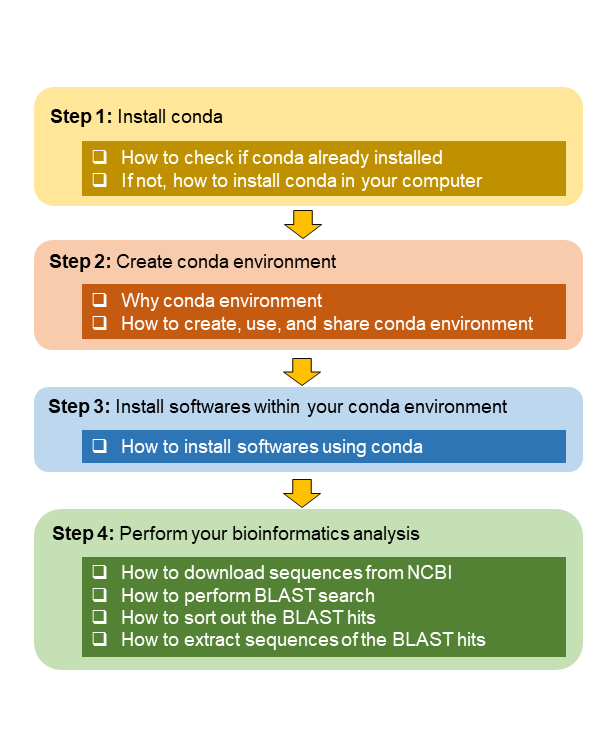 Step 1: Install conda
❑ How to check if conda already installed
❑ If not, how to install conda in your computer
Step 2: Create conda environment
❑ Why conda environment
❑ How to create, use, and share conda environment
Step 3: Install softwares within your conda environment
❑ How to install softwares using conda
Step 4: Perform your bioinformatics analysis
❑ How to download sequences from NCBI
❑ How to perform BLAST search
❑ How to sort out the BLAST hits
❑ How to extract sequences of the BLAST hits